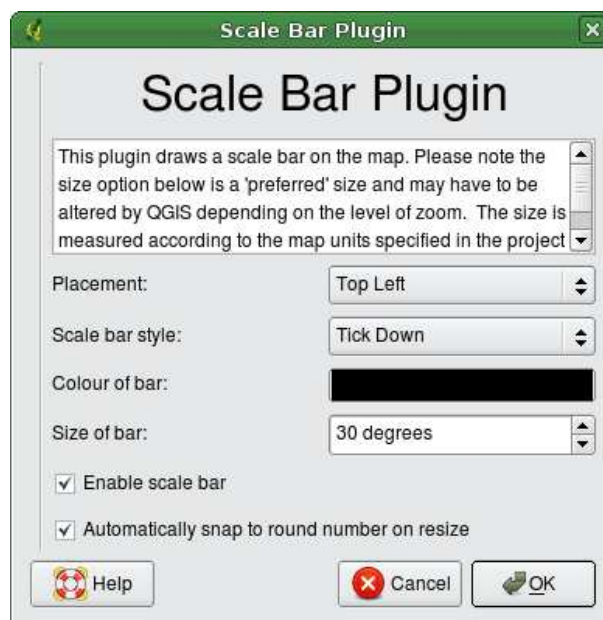 Scale Bar Plugin
Scale Bar Plugin
This plugin draws a scale bar on the map. Please note the
size option below is a 'preferred' size and may have to be
altered by QGIS depending on the level of zoom.  The size is
measured according to the map units specified in the project
Placement:
Top Left
Scale bar style:
Tick Down
Colour of bar:
Size of bar:
30 degrees
Enable scale bar
Automatically snap to round number on resize
Help
Cancel
OK